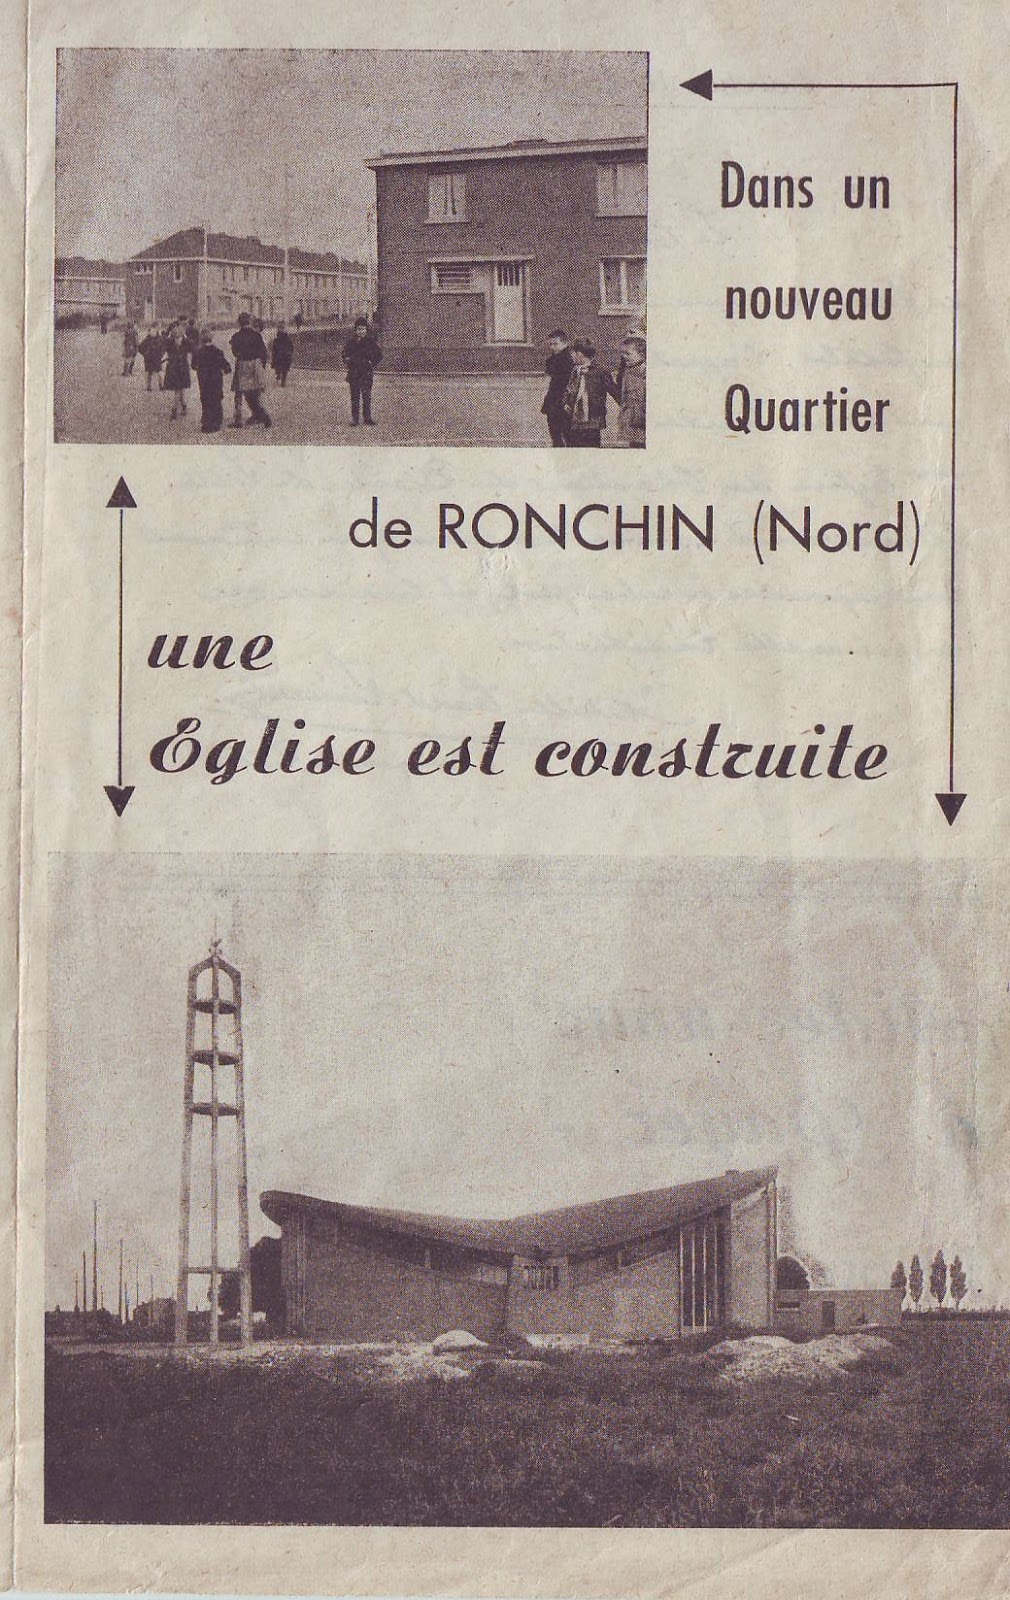 Dans un
nouveau
Quartier
de RONCHIN (Nord)
une
Eglise est construite